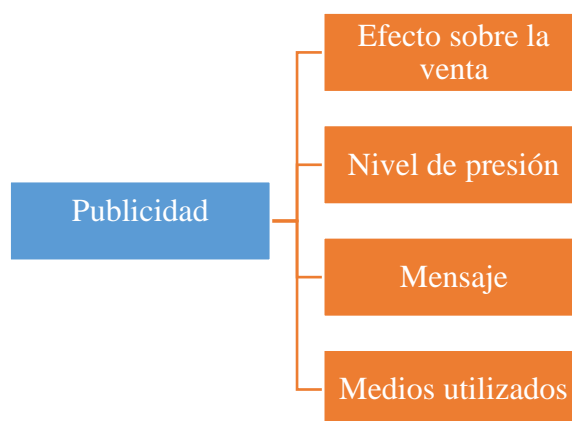 Efecto sobre la
venta
Nivel de presión
Publicidad
Mensaje
Medios utilizados